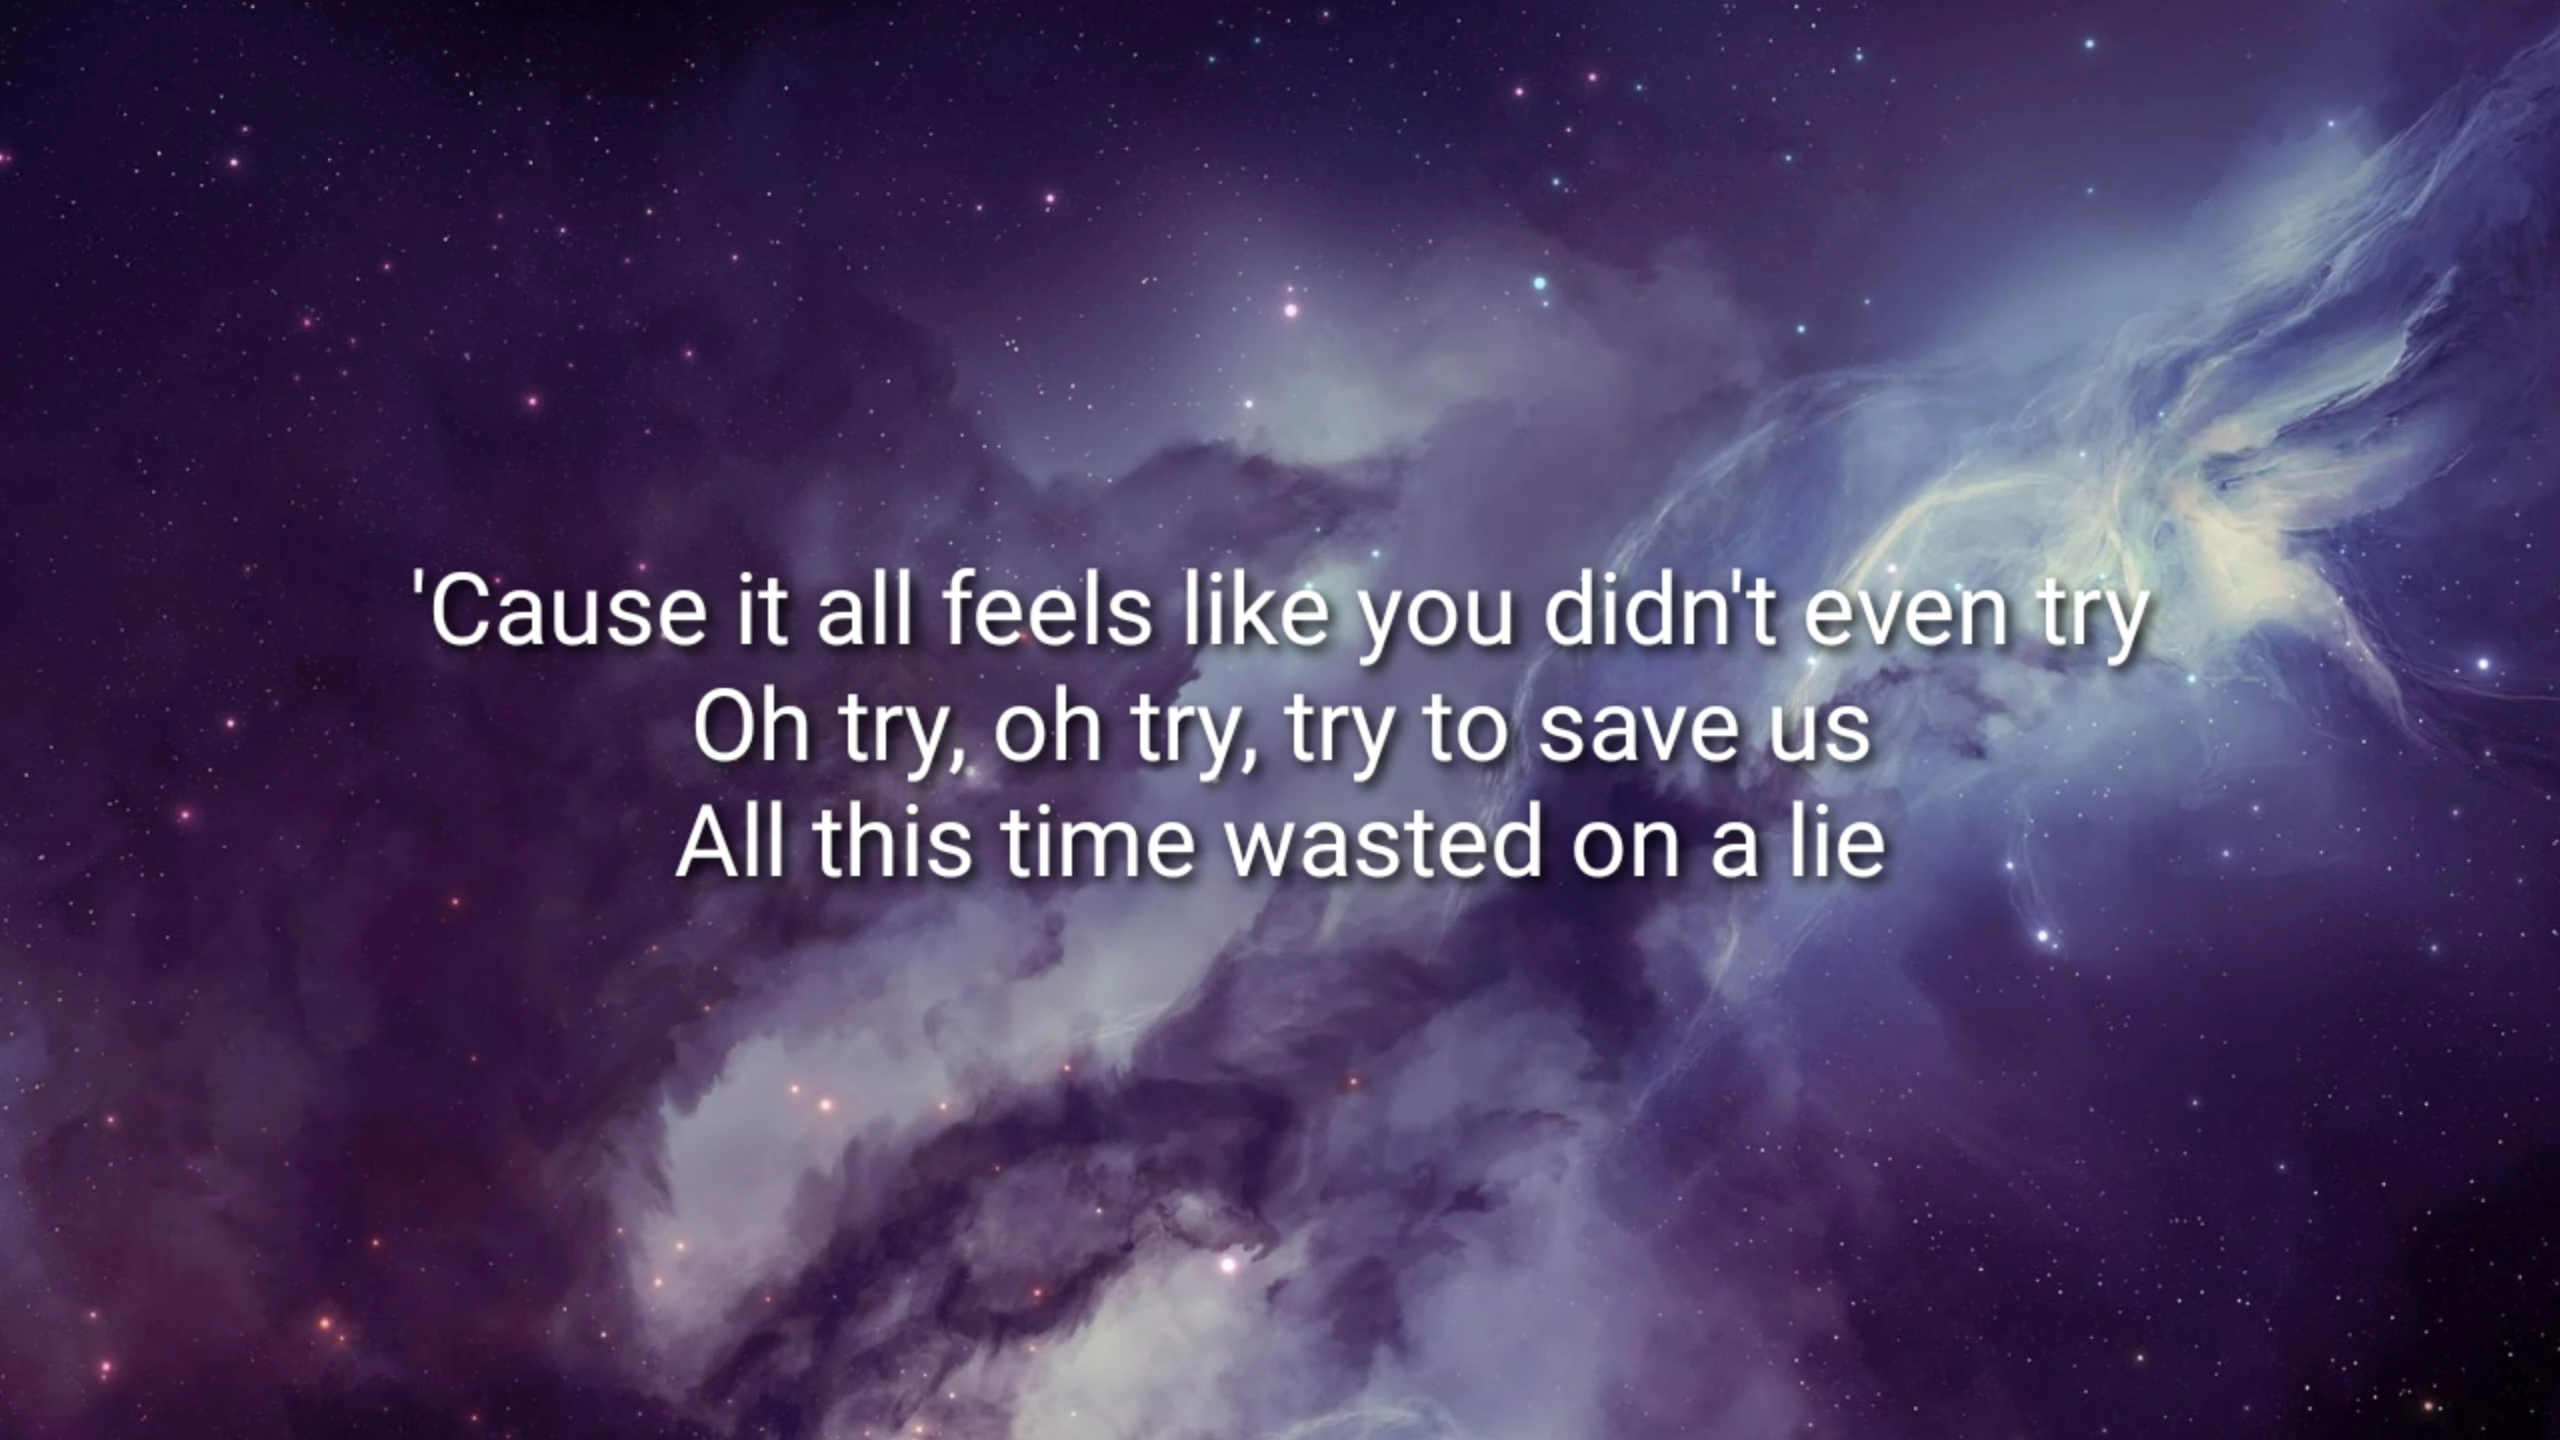 'Cause it all feels like you didn't even try
Oh try, oh try, try to save us
All this time wasted on a lie